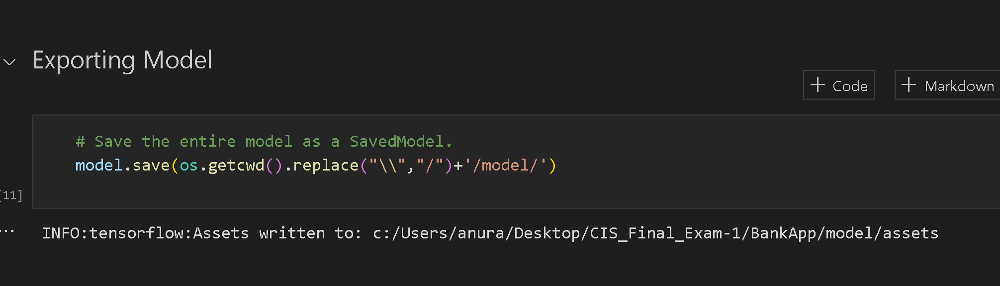 Exporting Model
+ Code
+ Markdown
# Save the entire model as a SavedModel.
model.save(os.getcwd().replace("\\","/")+'/model/')
[11]
... INFO:tensorflow:Assets written to: c:/Users/anura/Desktop/CIS_Final_Exam-1/BankApp/model/assets